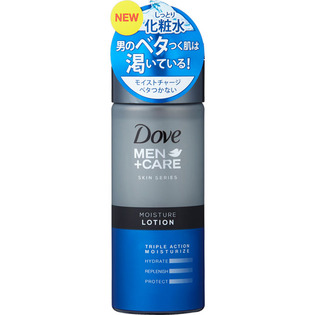 NEW
しっとり
化粧水
男のベタつく肌は
渇いている!
モイストチャージ
ベタつかない
Dove
MEN
+CARE
SKIN SERIES
MOISTURE
LOTION
TRIPLE ACTION
MOISTURIZE
HYDRATE
REPLENISH
PROTECT